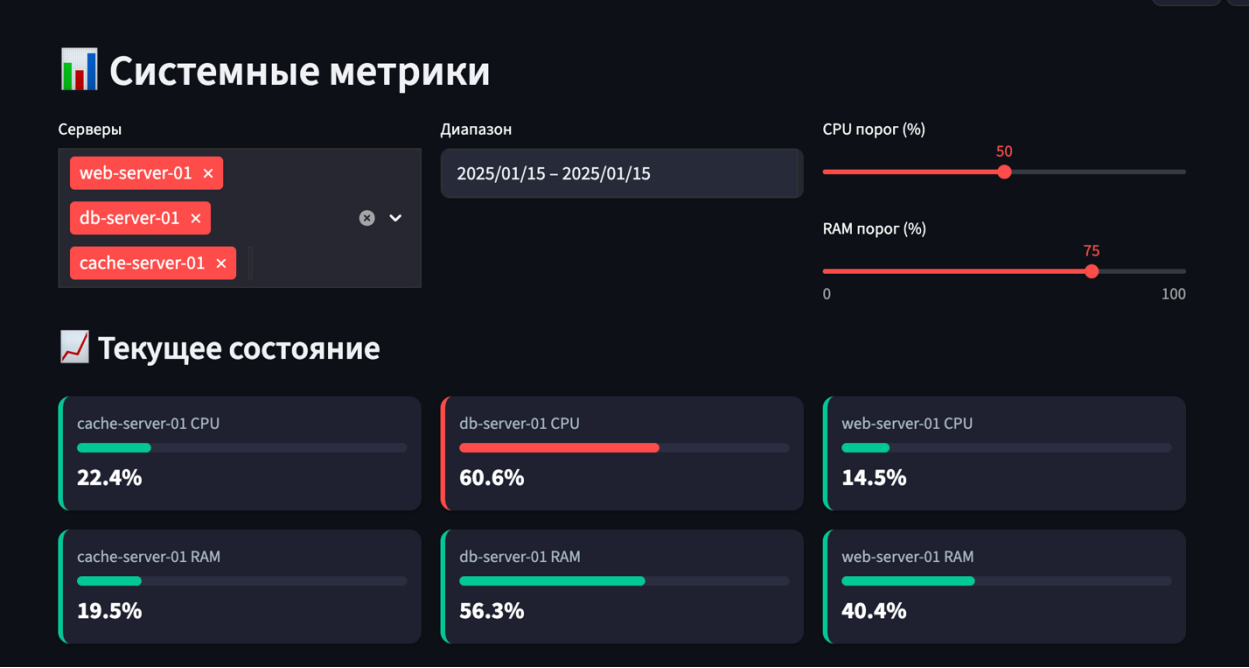 Системные метрики
Серверы
web-server-01 ×
db-server-01 ×
cache-server-01 ×
Диапазон
2025/01/15 – 2025/01/15
CPU порог (%)
50
RAM порог (%)
75
0 100
Текущее состояние
cache-server-01 CPU
22.4%
db-server-01 CPU
60.6%
web-server-01 CPU
14.5%
cache-server-01 RAM
19.5%
db-server-01 RAM
56.3%
web-server-01 RAM
40.4%